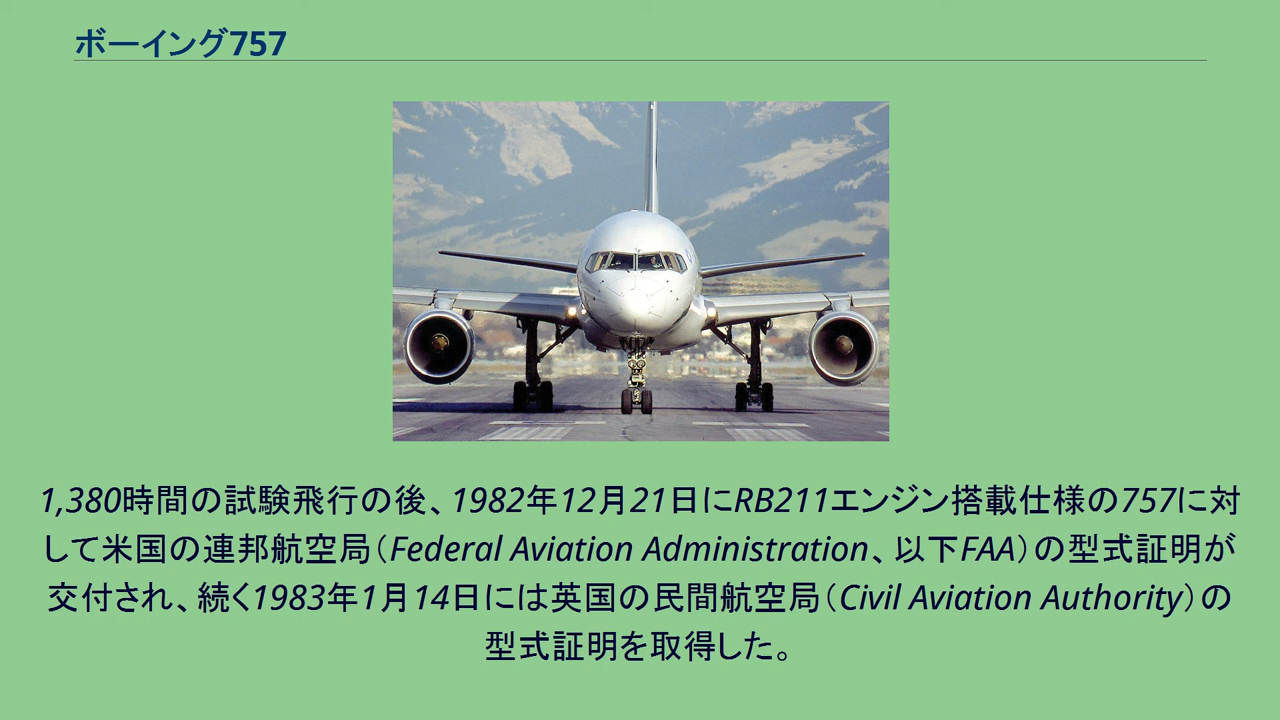 ボーイング757
1,380時間の試験飛行の後、1982年12月21日にRB211エンジン搭載仕様の757に対
して米国の連邦航空局（Federal Aviation Administration、以下FAA）の型式証明が
交付され、続く1983年1月14日には英国の民間航空局（Civil Aviation Authority）の
型式証明を取得した。